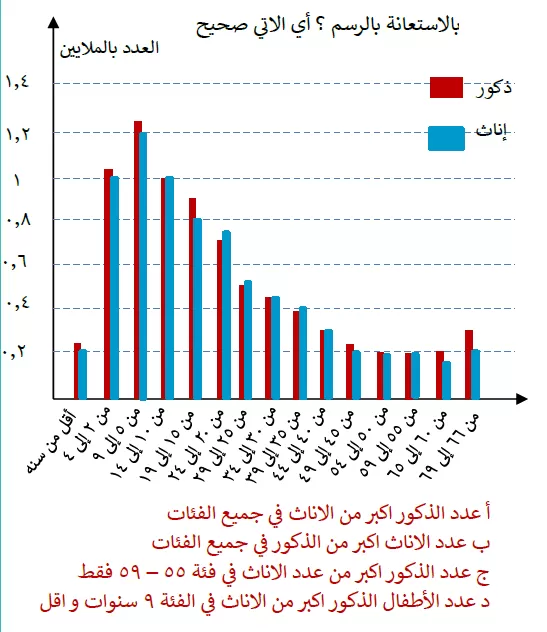 بالاستعانة بالرسم ؟ أي الاتي صحيح
العدد بالملايين
١,٤
١,٢
١
٠,٨
٠,٦
٠,٤
٠,٢
ذكور
إناث
أقل من سنه
من ٢ إلى ٤
من ٥ إلى ٩
من ١٠ إلى ١٤
من ١٥ إلى ١٩
من ٢٠ إلى ٢٤
من ٢٥ إلى ٢٩
من ٣٠ إلى ٣٤
من ٣٥ إلى ٣٩
من ٤٠ إلى ٤٤
من ٤٥ إلى ٤٩
من ٥٠ إلى ٥٤
من ٥٥ إلى ٥٩
من ٦٠ إلى ٦٥
من ٦٦ إلى ٦٩
أ عدد الذكور اكبر من الاناث في جميع الفئات
ب عدد الاناث اكبر من الذكور في جميع الفئات
ج عدد الذكور اكبر من عدد الاناث في فئة ٥٥ – ٥٩ فقط
د عدد الأطفال الذكور اكبر من الاناث في الفئة ٩ سنوات و اقل